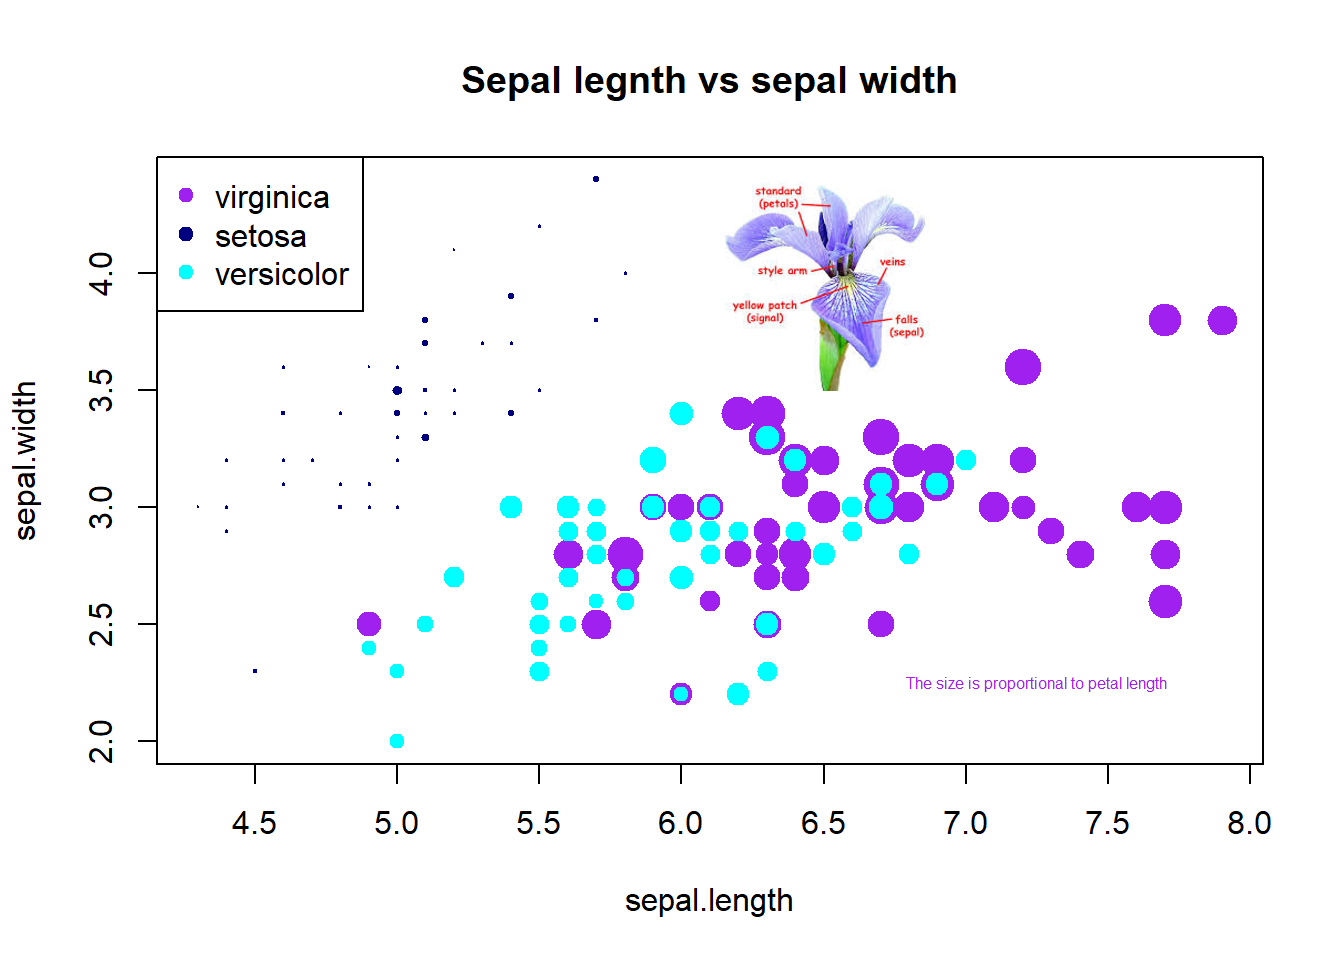 Sepal legnth vs sepal width
virginica
setosa
versicolor
standard
(petals)
style arm
veins
yellow patch
(signal)
falls
(sepal)
The size is proportional to petal length
sepal.width
2.0 2.5 3.0 3.5 4.0
4.5 5.0 5.5 6.0 6.5 7.0 7.5 8.0
sepal.length